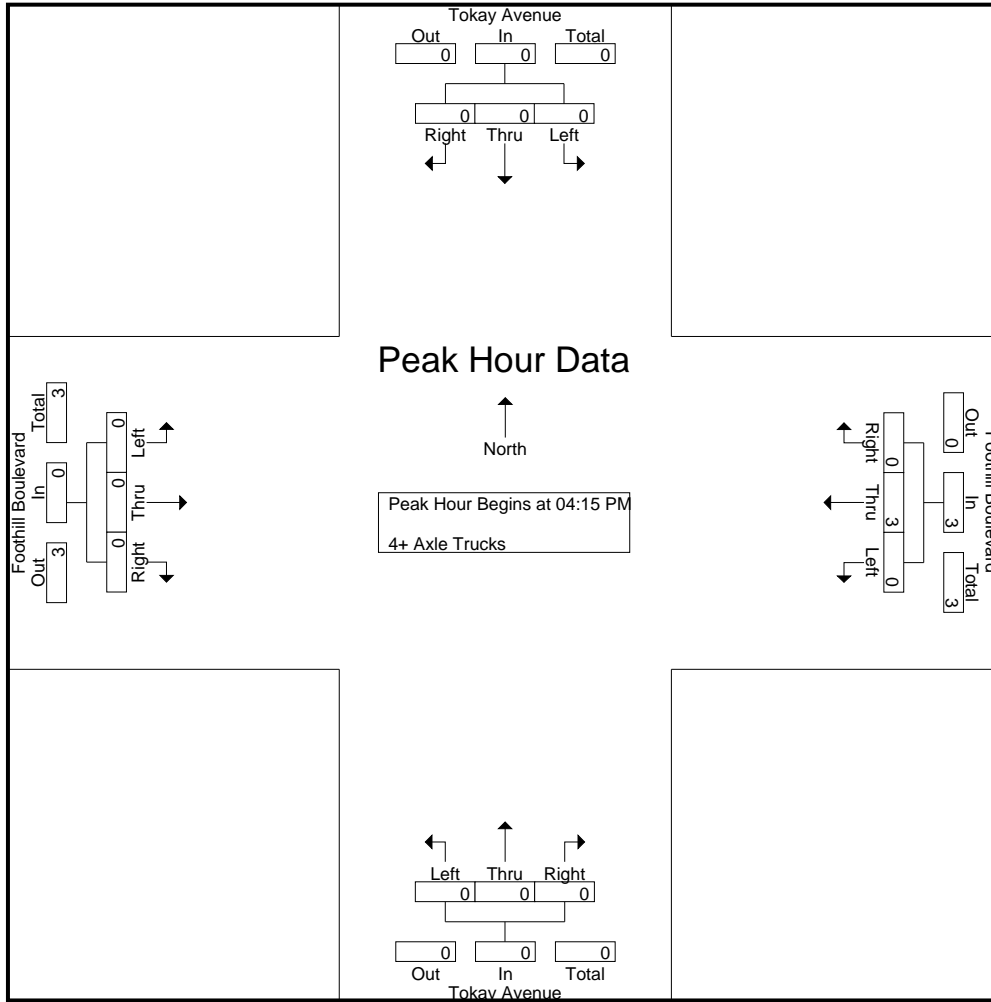 Tokay Avenue
Out In Total
0 0 0
0 0 0
Right Thru Left
Peak Hour Data
North
Peak Hour Begins at 04:15 PM
4+ Axle Trucks
Foothill Boulevard
Out In Total
3 0 3
Left Thru Right
0 0 0
Foothill Boulevard
Out In Total
0 3 3
Right Thru Left
0 3 0
Left Thru Right
0 0 0
0 0 0
Out In Total
Tokay Avenue